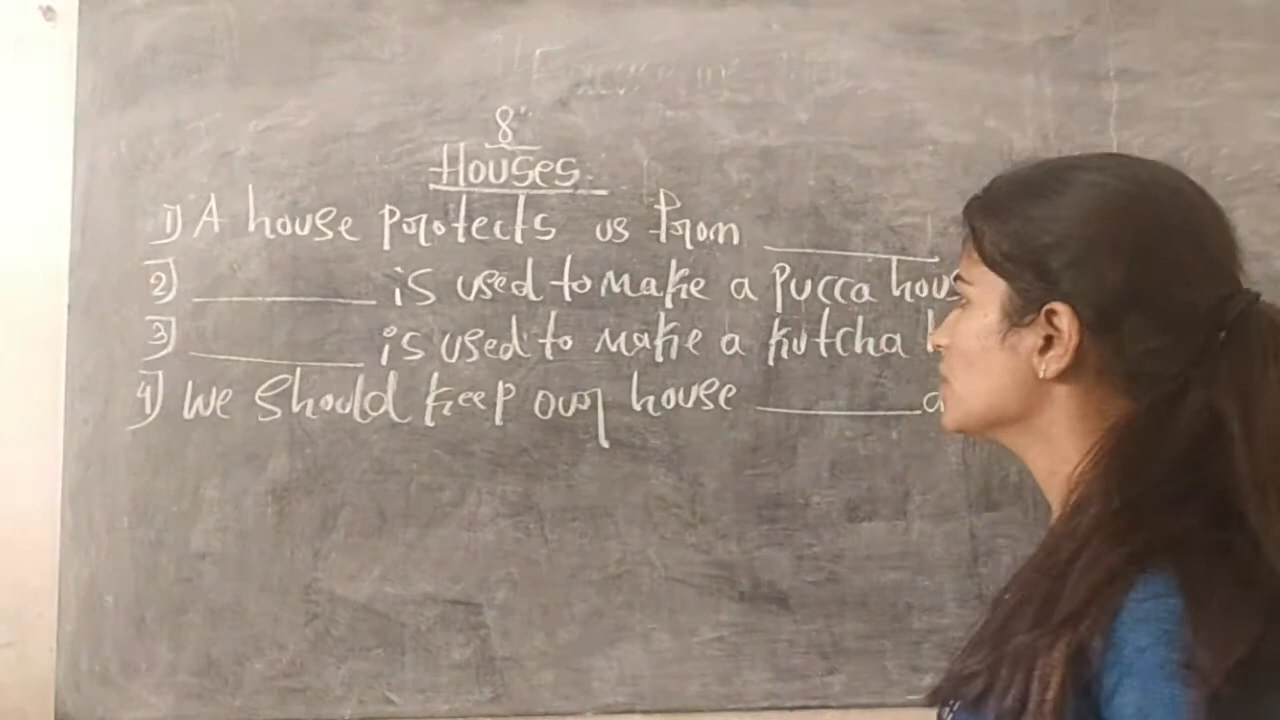 8
Houses
1) A house protects us from ________
2) ________ is used to make a pucca hous
3) ________ is used to make a kutcha
4) We should keep our house ________ a